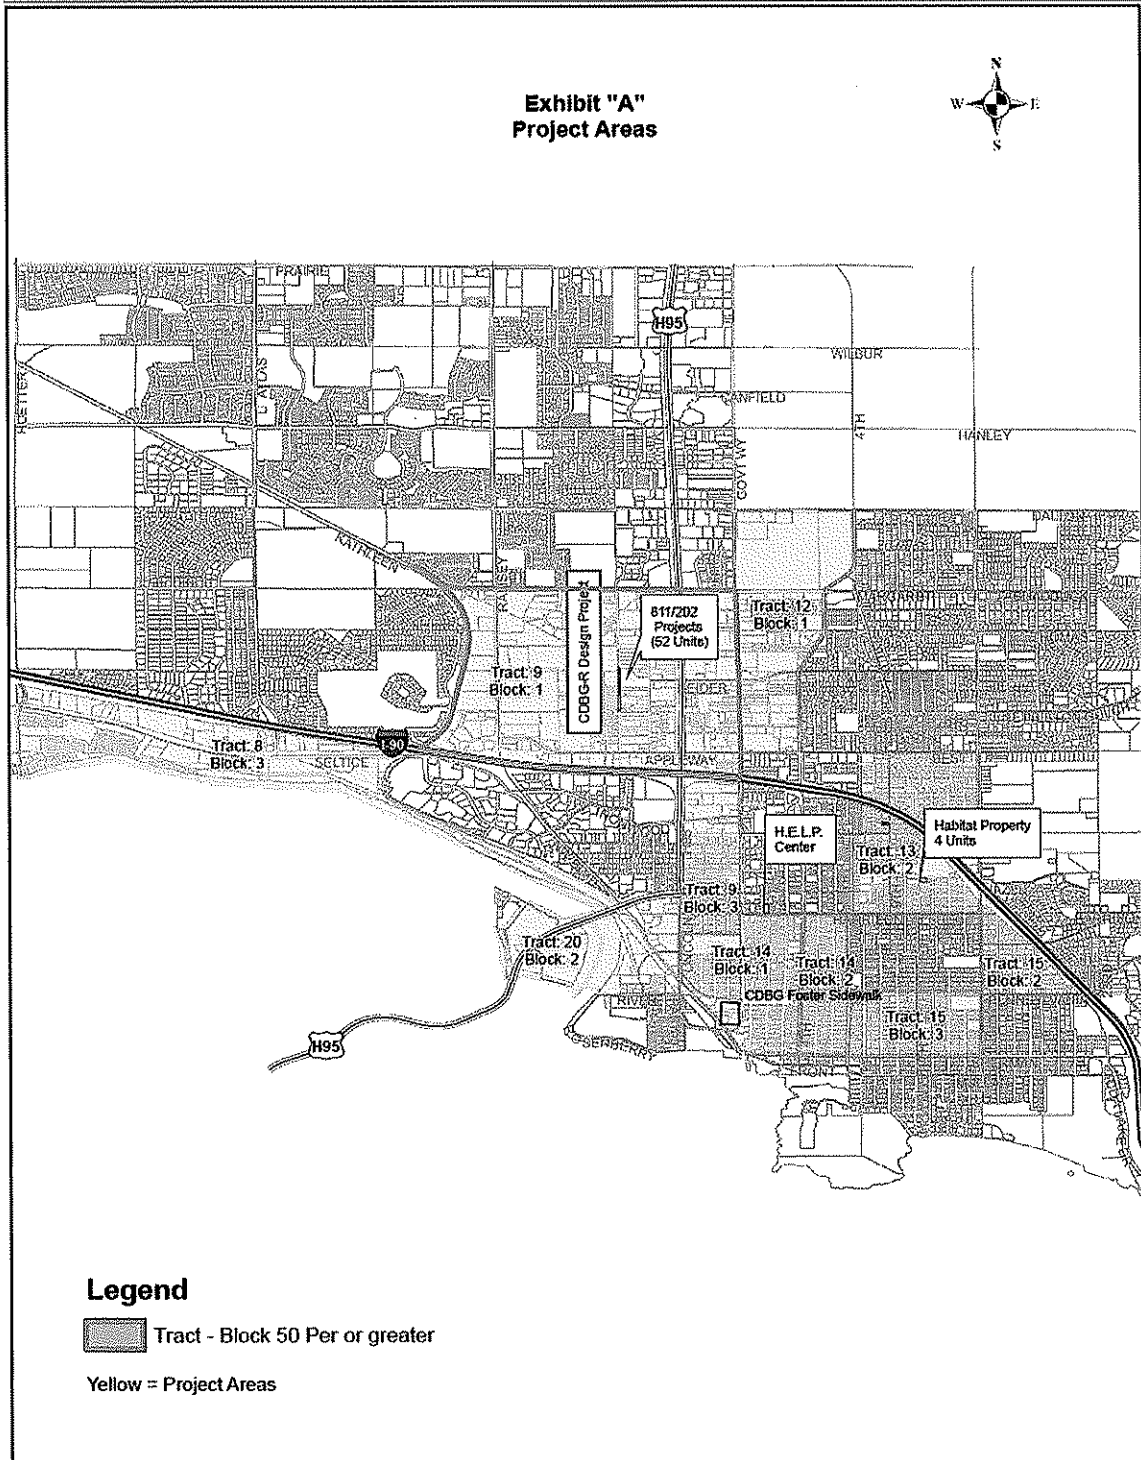 Exhibit "A"
Project Areas
N
W
E
S
PRAIRIE
H95
WILBUR
CANFIELD
4TH
HANLEY
GOVT WY
KATHLEEN
CDBG-R Design Project
811/202
Projects
(52 Units)
Tract: 12
Block: 1
Tract: 9
Block: 1
Tract: 8
Block: 3
I-90
SELTICE
APPLEWAY
H.E.L.P.
Center
Habitat Property
4 Units
Tract: 13
Block: 2
Tract: 9
Block: 3
Tract: 20
Block: 2
Tract: 14
Block: 1
Tract: 14
Block: 2
Tract: 15
Block: 2
CDBG Foster Sidewalk
Tract: 15
Block: 3
H95
Legend
Tract - Block 50 Per or greater
Yellow = Project Areas